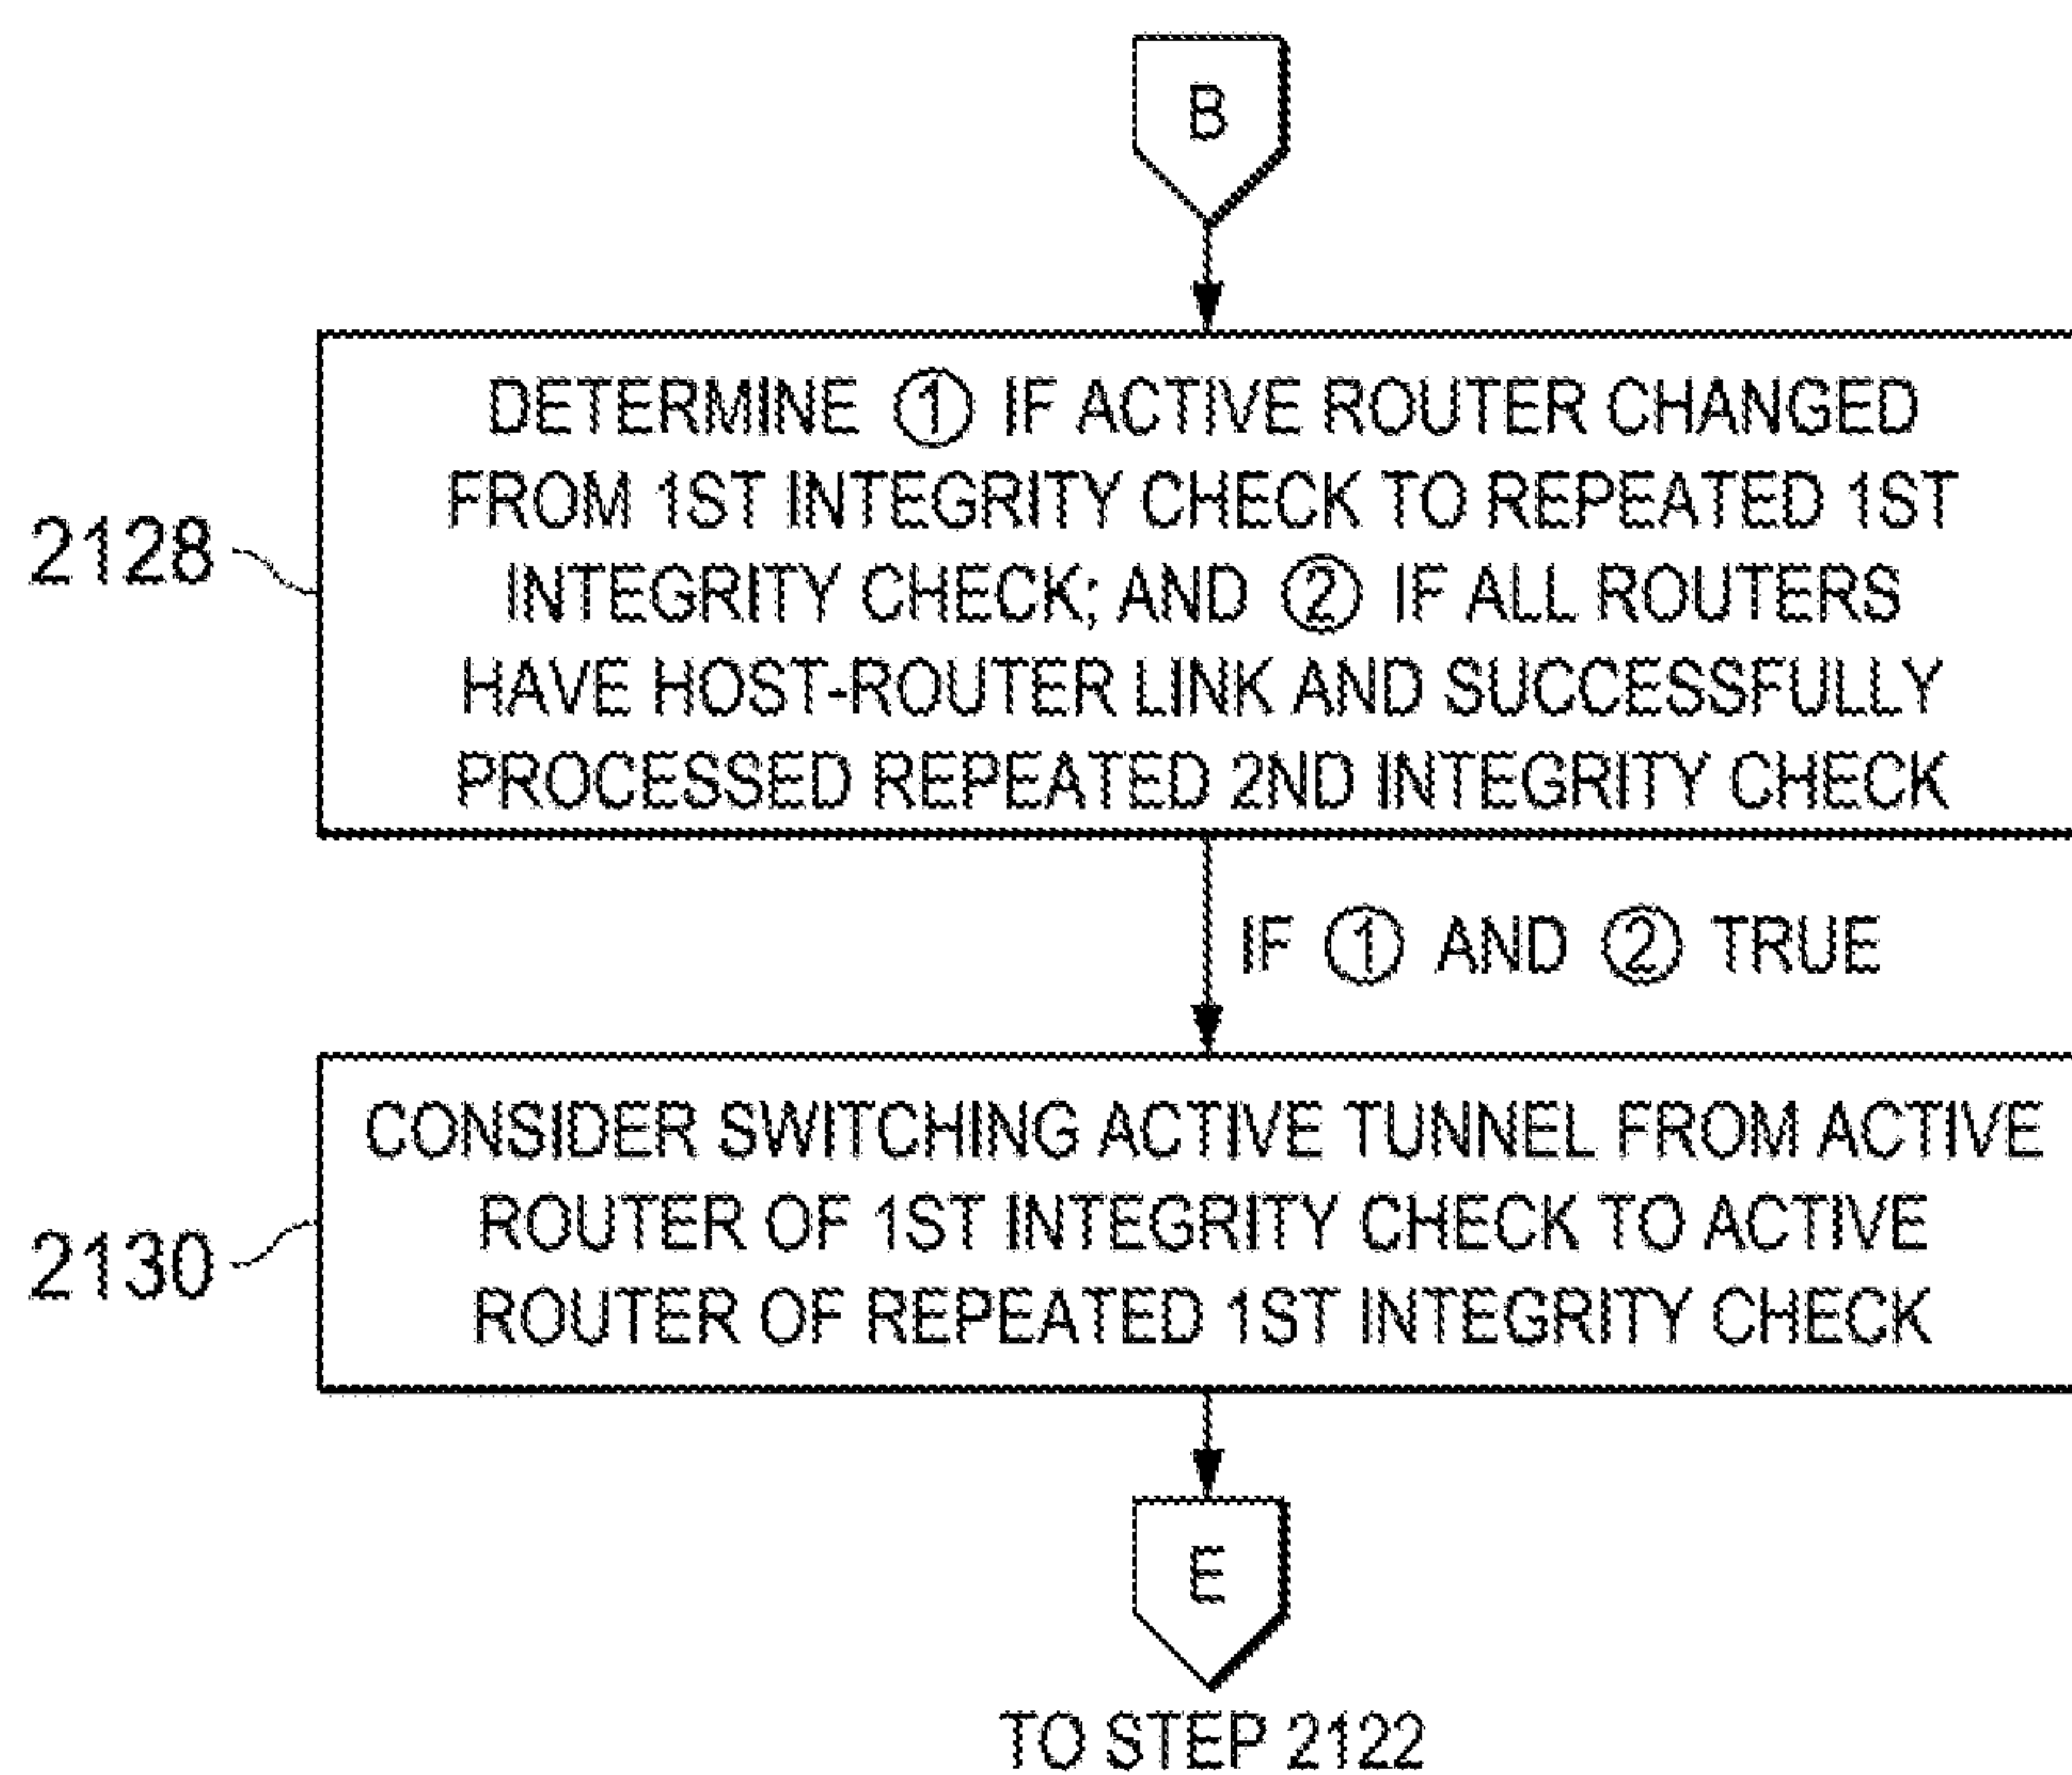 B
DETERMINE ① IF ACTIVE ROUTER CHANGED
FROM 1ST INTEGRITY CHECK TO REPEATED 1ST
INTEGRITY CHECK; AND ② IF ALL ROUTERS
HAVE HOST-ROUTER LINK AND SUCCESSFULLY
PROCESSED REPEATED 2ND INTEGRITY CHECK
2128
IF ① AND ② TRUE
CONSIDER SWITCHING ACTIVE TUNNEL FROM ACTIVE
ROUTER OF 1ST INTEGRITY CHECK TO ACTIVE
ROUTER OF REPEATED 1ST INTEGRITY CHECK
2130
E
TO STEP 2122